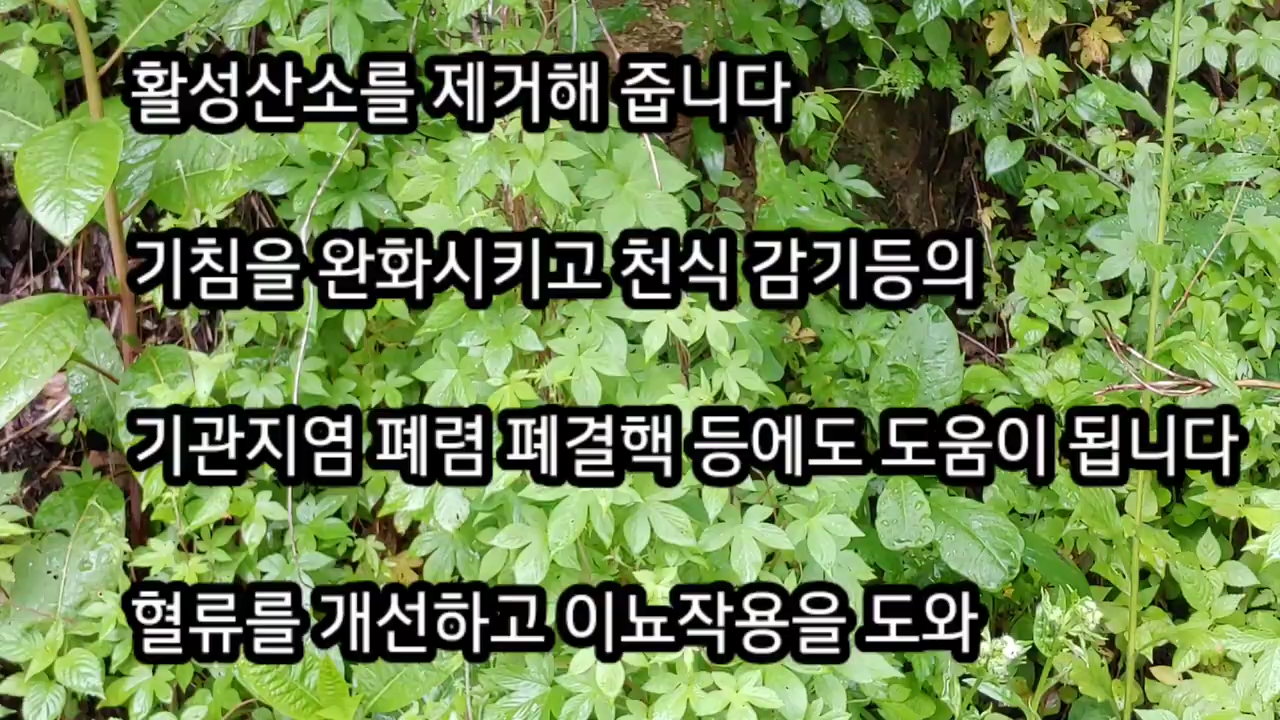 활성산소를 제거해 줍니다
기침을 완화시키고 천식 감기등의
기관지염 폐렴 폐결핵 등에도 도움이 됩니다
혈류를 개선하고 이뇨작용을 도와